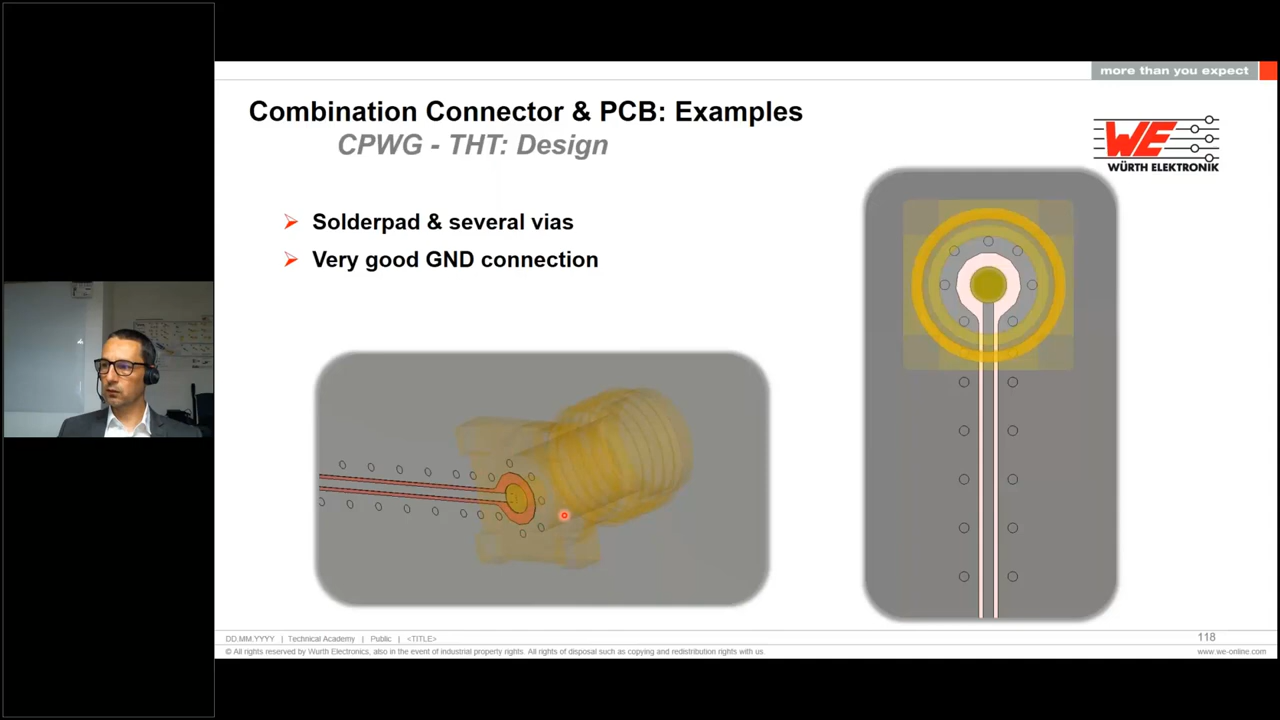 more than you expect
Combination Connector & PCB: Examples
CPWG - THT: Design
WE
WÜRTH ELEKTRONIK
Solderpad & several vias
Very good GND connection
DD.MM.YYYY | Technical Academy | Public | <TITLE>
118
© All rights reserved by Wurth Electronics, also in the event of industrial property rights. All rights of disposal such as copying and redistribution rights with us.
www.we-online.com